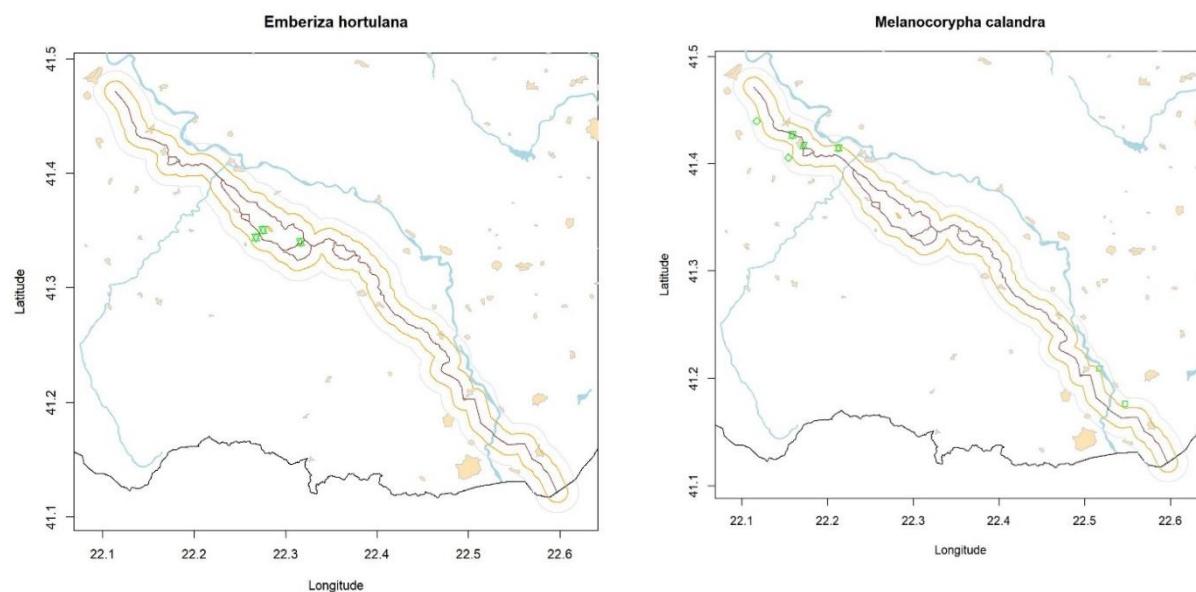 Emberiza hortulana
41.5
41.4
41.3
41.2
41.1
Latitude
22.1 22.2 22.3 22.4 22.5 22.6
Longitude
Melanocorypha calandra
41.5
41.4
41.3
41.2
41.1
Latitude
22.1 22.2 22.3 22.4 22.5 22.6
Longitude